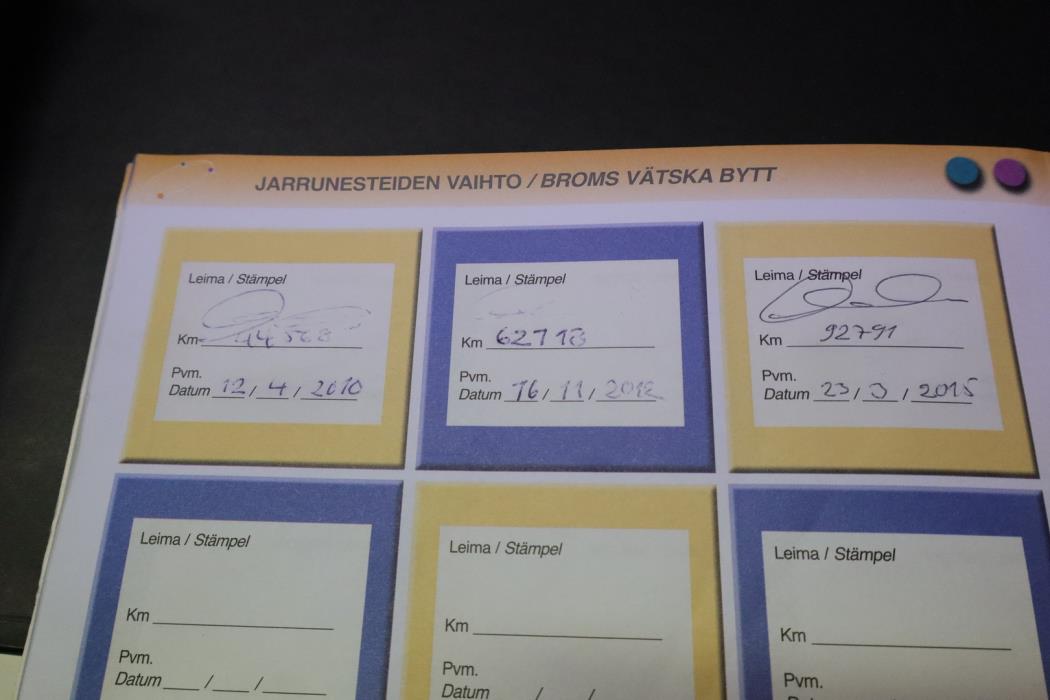 JARRUNESTEIDEN VAIHTO / BROMS VÄTSKA BYTT
Leima / Stämpel
Km
Pvm.
Datum 12 / 4 / 2010
Leima / Stämpel
Km 62718
Pvm.
Datum 16 / 11 / 2012
Leima / Stämpel
Km 92791
Pvm.
Datum 23 / 3 / 2015
Leima / Stämpel
Km
Pvm.
Datum / /
Leima / Stämpel
Km
Pvm.
Datum / /
Leima / Stämpel
Km
Pvm.